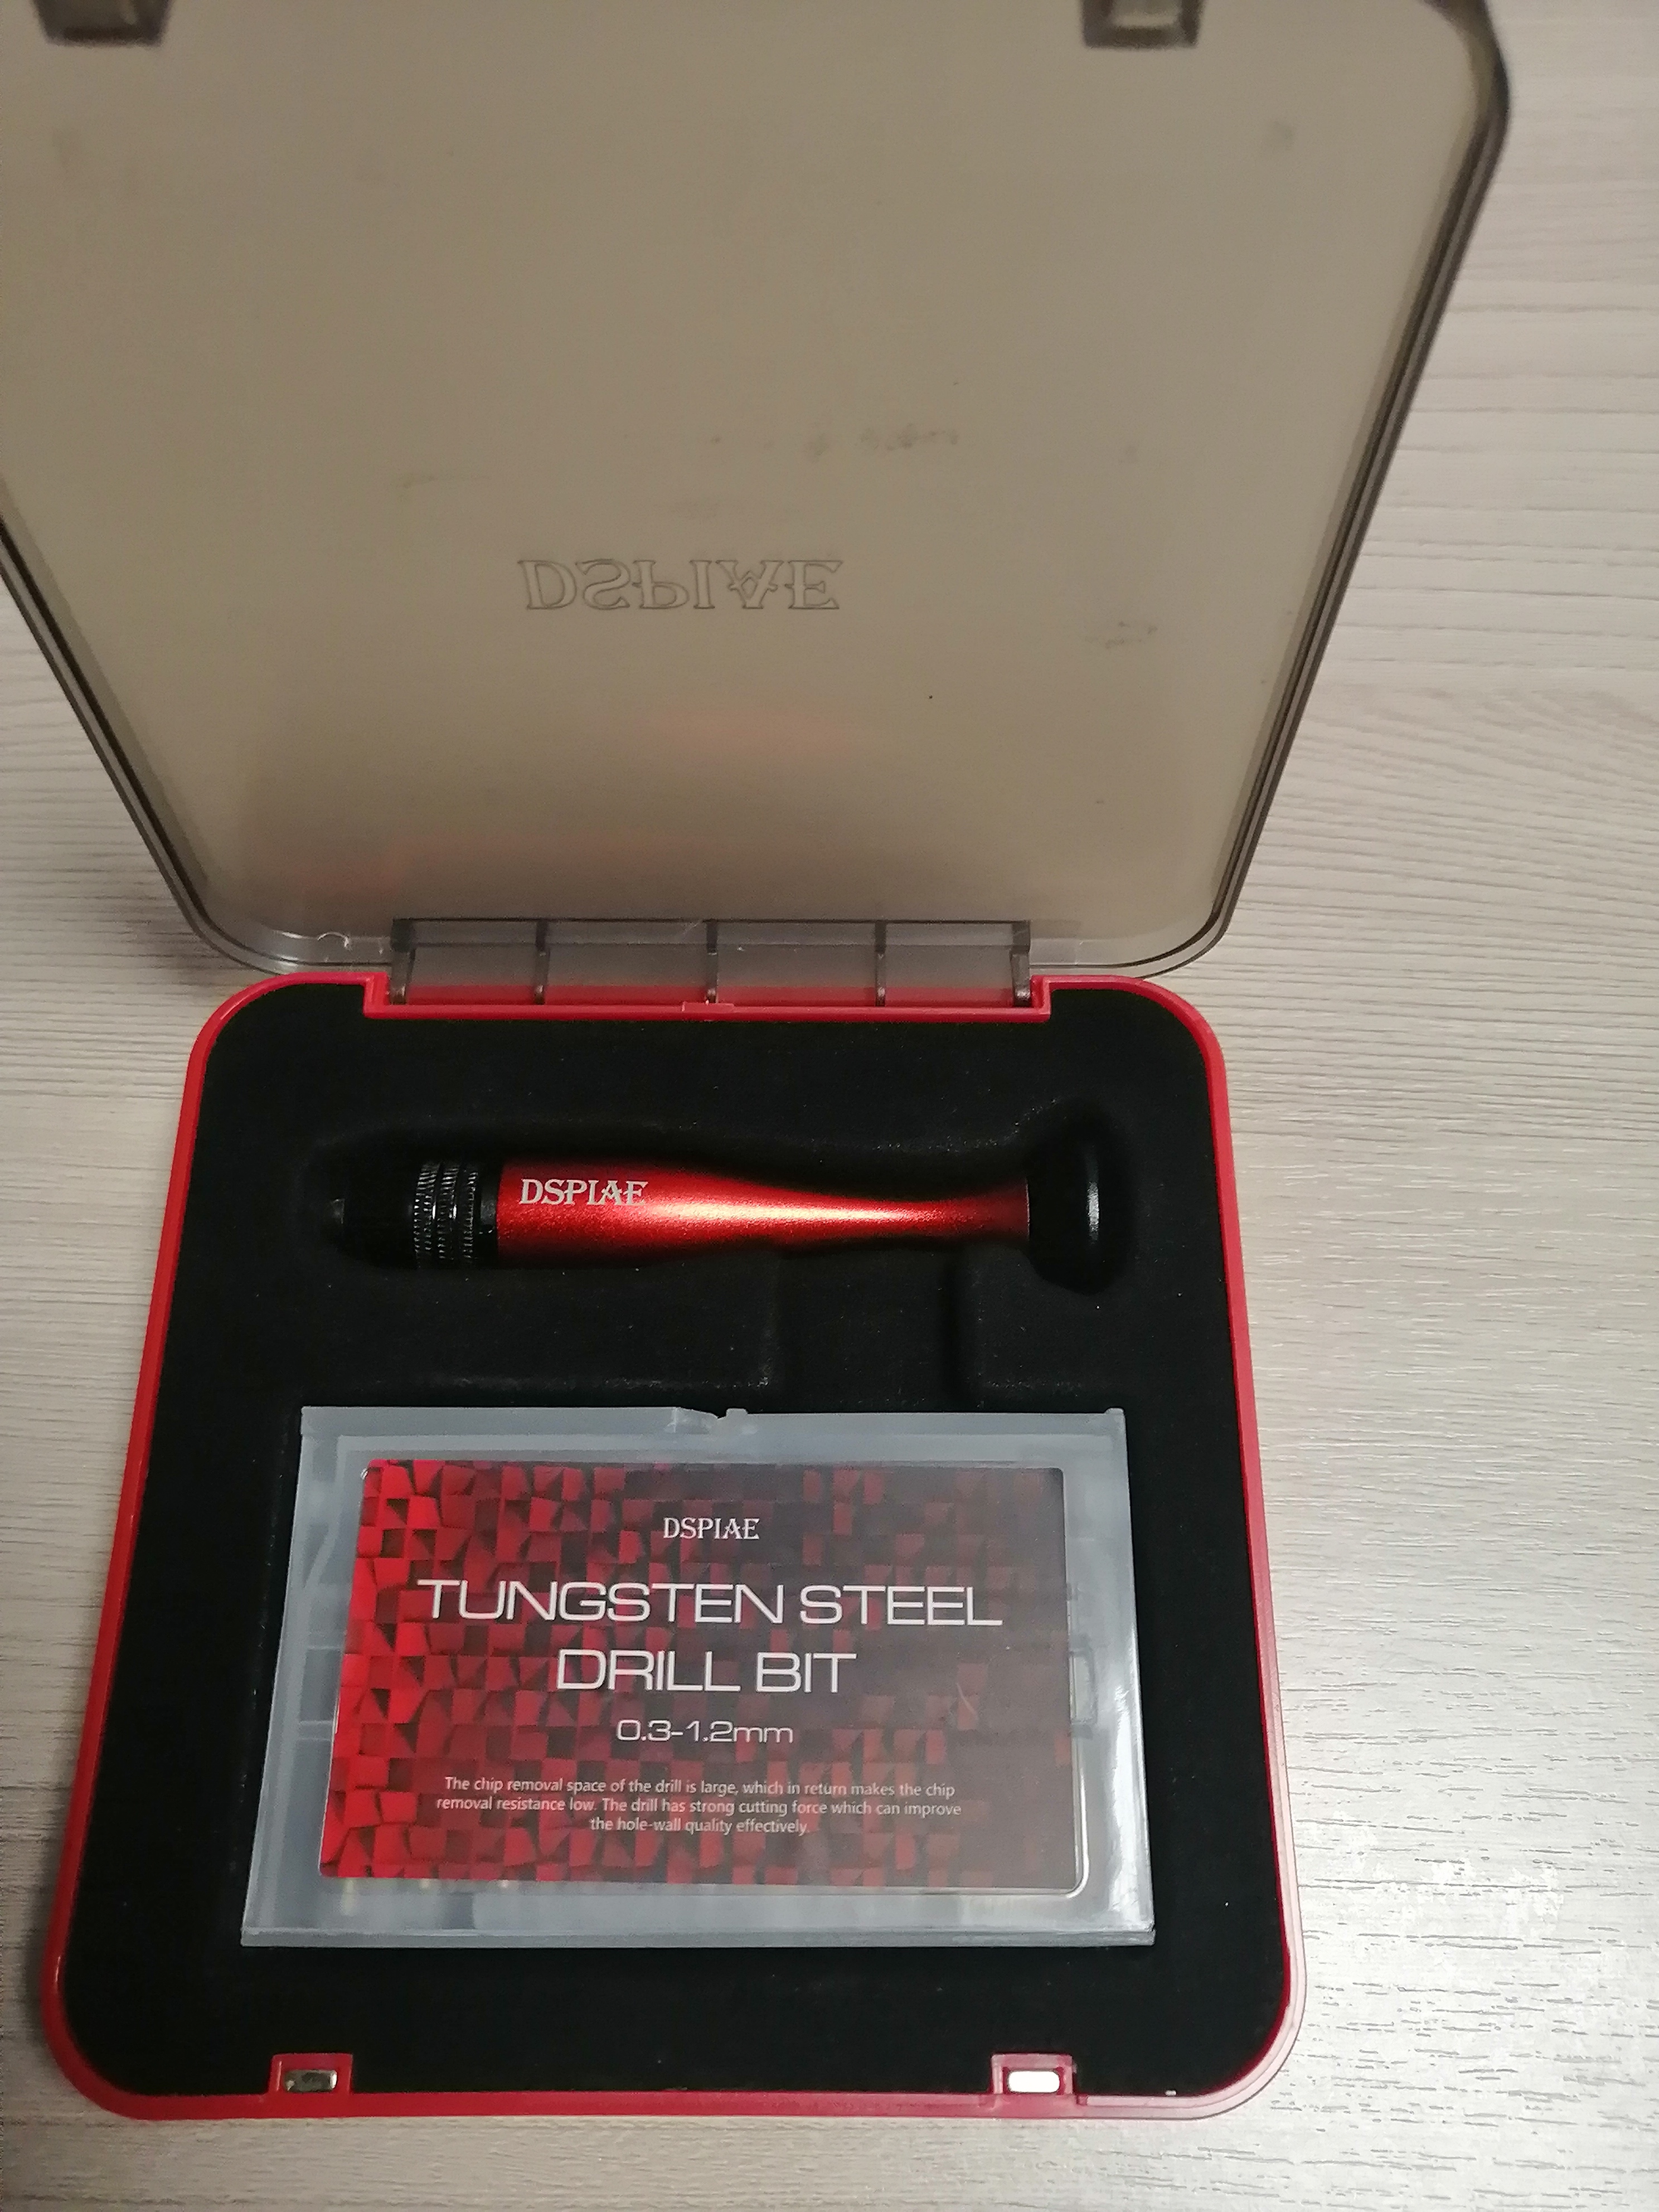 DSPIAE
DSPIAE
DSPIAE
TUNGSTEN STEEL
DRILL BIT
0.3-1.2mm
The chip removal space of the drill is large, which in return makes the chip
removal resistance low. The drill has strong cutting force which can improve
the hole-wall quality effectively.